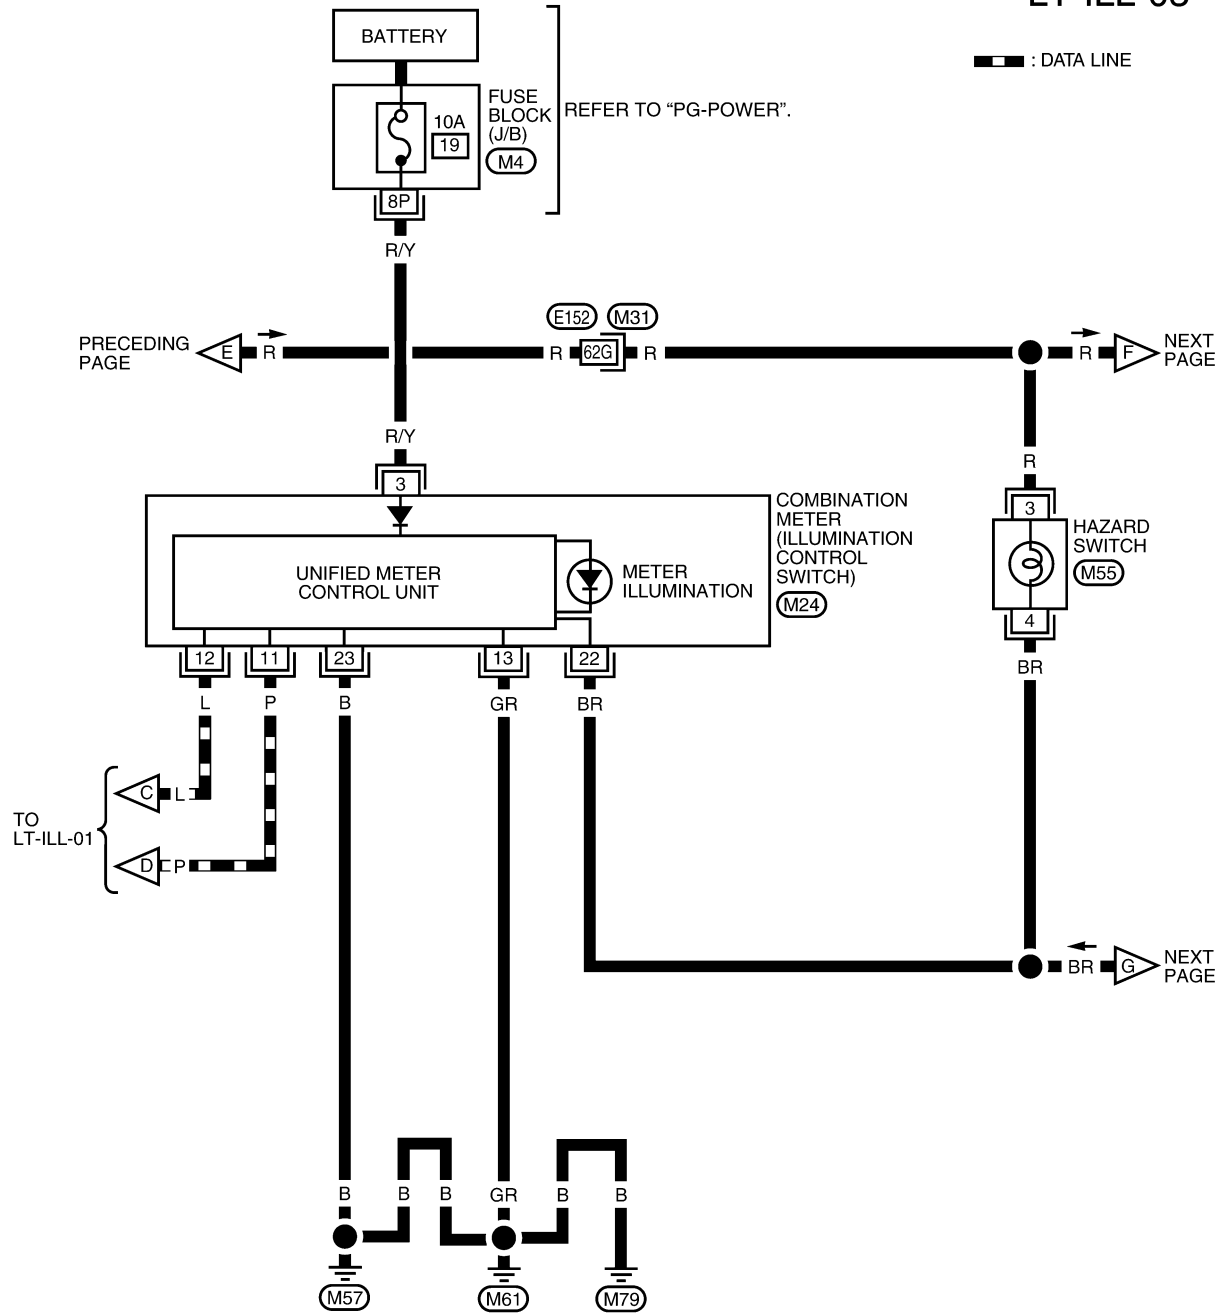 BATTERY
: DATA LINE
10A
19
FUSE
BLOCK
(J/B)
M4
REFER TO “PG-POWER”.
8P
R/Y
E152
M31
PRECEDING
PAGE
E
R
R
62G
R
R
F
NEXT
PAGE
R/Y
R
3
COMBINATION
METER
(ILLUMINATION
CONTROL
SWITCH)
M24
3
HAZARD
SWITCH
M55
4
BR
UNIFIED METER
CONTROL UNIT
METER
ILLUMINATION
12
11
23
13
22
L
P
B
GR
BR
C
L
TO
LT-ILL-01
D
P
BR
G
NEXT
PAGE
B
B
B
GR
B
B
M57
M61
M79